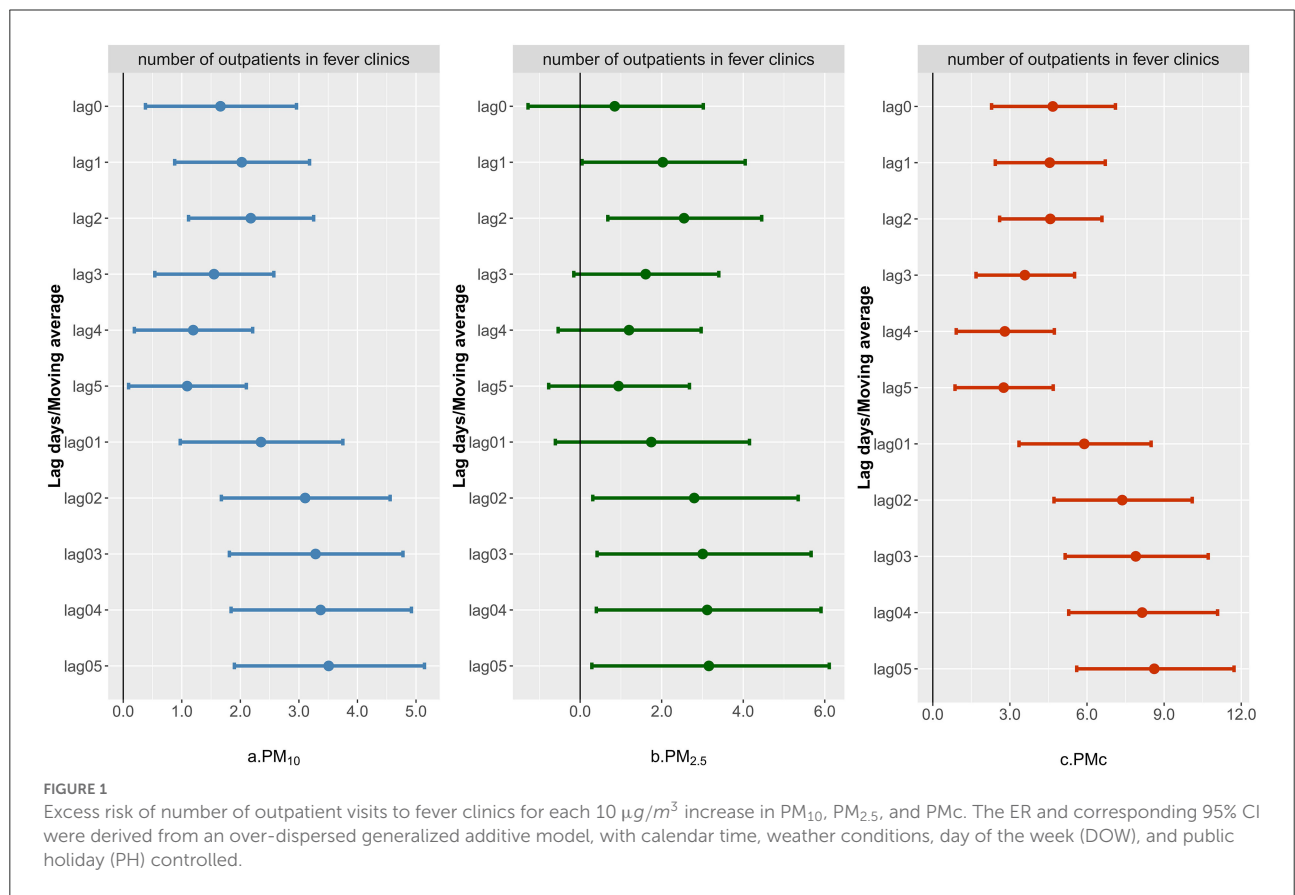 number of outpatients in fever clinics
Lag days/Moving average
lag0
lag1
lag2
lag3
lag4
lag5
lag01
lag02
lag03
lag04
lag05
0.0 1.0 2.0 3.0 4.0 5.0
a.PM₁₀
number of outpatients in fever clinics
Lag days/Moving average
lag0
lag1
lag2
lag3
lag4
lag5
lag01
lag02
lag03
lag04
lag05
0.0 2.0 4.0 6.0
b.PM₂.₅
number of outpatients in fever clinics
Lag days/Moving average
lag0
lag1
lag2
lag3
lag4
lag5
lag01
lag02
lag03
lag04
lag05
0.0 3.0 6.0 9.0 12.0
c.PMc
FIGURE 1
Excess risk of number of outpatient visits to fever clinics for each 10 μg/m³ increase in PM₁₀, PM₂.₅, and PMc. The ER and corresponding 95% CI
were derived from an over-dispersed generalized additive model, with calendar time, weather conditions, day of the week (DOW), and public
holiday (PH) controlled.